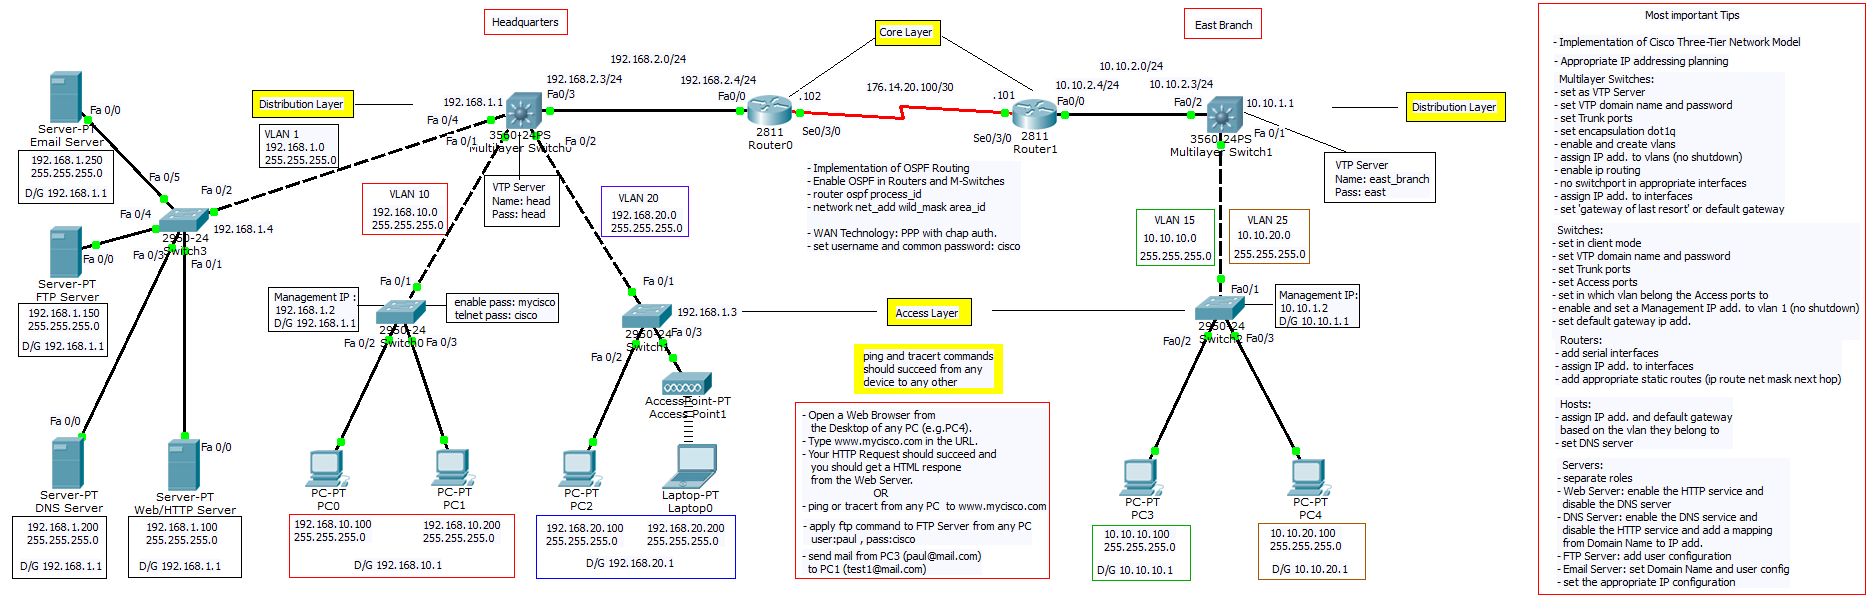 Headquarters
Core Layer
East Branch
192.168.2.0/24
10.10.2.0/24
192.168.2.3/24
192.168.2.4/24
176.14.20.100/30
10.10.2.4/24
10.10.2.3/24
Fa0/3
Fa0/0
.102
.101
Fa0/0
Fa0/2
Se0/3/0
Se0/3/0
2811
Router0
2811
Router1
Distribution Layer
192.168.1.1
Fa 0/4
3560-24PS
Multilayer Switch0
Fa 0/1
Fa 0/2
10.10.1.1
Fa 0/1
3560-24PS
Multilayer Switch1
Distribution Layer
Fa 0/0
Server-PT
Email Server
192.168.1.250
255.255.255.0
D/G 192.168.1.1
VLAN 1
192.168.1.0
255.255.255.0
Fa 0/5
Fa 0/2
Fa 0/4
192.168.1.4
2950-24
Switch3
Fa 0/3
Fa 0/1
Fa 0/0
Server-PT
FTP Server
192.168.1.150
255.255.255.0
D/G 192.168.1.1
VLAN 10
192.168.10.0
255.255.255.0
VTP Server
Name: head
Pass: head
VLAN 20
192.168.20.0
255.255.255.0
- Implementation of OSPF Routing
- Enable OSPF in Routers and M-Switches
- router ospf process_id
- network net_add wild_mask area_id
- WAN Technology: PPP with chap auth.
- set username and common password: cisco
VTP Server
Name: east_branch
Pass: east
VLAN 15
10.10.10.0
255.255.255.0
VLAN 25
10.10.20.0
255.255.255.0
Management IP :
192.168.1.2
D/G 192.168.1.1
Fa 0/1
enable pass: mycisco
telnet pass: cisco
2950-24
Switch0
Fa 0/2
Fa 0/3
Fa 0/1
192.168.1.3
2950-24
Switch1
Fa 0/3
Fa 0/2
Access Layer
Fa0/1
Management IP:
10.10.1.2
D/G 10.10.1.1
2950-24
Switch2
Fa0/2
Fa0/3
ping and tracert commands
should succeed from any
device to any other
AccessPoint-PT
Access Point1
- Open a Web Browser from
the Desktop of any PC (e.g.PC4).
- Type www.mycisco.com in the URL.
- Your HTTP Request should succeed and
you should get a HTML respone
from the Web Server.
OR
- ping or tracert from any PC to www.mycisco.com
- apply ftp command to FTP Server from any PC
user:paul , pass:cisco
- send mail from PC3 (paul@mail.com)
to PC1 (test1@mail.com)
Fa 0/0
Server-PT
DNS Server
192.168.1.200
255.255.255.0
D/G 192.168.1.1
Fa 0/0
Server-PT
Web/HTTP Server
192.168.1.100
255.255.255.0
D/G 192.168.1.1
PC-PT
PC0
PC-PT
PC1
192.168.10.100
255.255.255.0
192.168.10.200
255.255.255.0
D/G 192.168.10.1
PC-PT
PC2
Laptop-PT
Laptop0
192.168.20.100
255.255.255.0
192.168.20.200
255.255.255.0
D/G 192.168.20.1
PC-PT
PC3
10.10.10.100
255.255.255.0
D/G 10.10.10.1
PC-PT
PC4
10.10.20.100
255.255.255.0
D/G 10.10.20.1
Most important Tips
- Implementation of Cisco Three-Tier Network Model
- Appropriate IP addressing planning
Multilayer Switches:
- set as VTP Server
- set VTP domain name and password
- set Trunk ports
- set encapsulation dot1q
- enable and create vlans
- assign IP add. to vlans (no shutdown)
- enable ip routing
- no switchport in appropriate interfaces
- assign IP add. to interfaces
- set 'gateway of last resort' or default gateway
Switches:
- set in client mode
- set VTP domain name and password
- set Trunk ports
- set Access ports
- set in which vlan belong the Access ports to
- enable and set a Management IP add. to vlan 1 (no shutdown)
- set default gateway ip add.
Routers:
- add serial interfaces
- assign IP add. to interfaces
- add appropriate static routes (ip route net mask next hop)
Hosts:
- assign IP add. and default gateway
based on the vlan they belong to
- set DNS server
Servers:
- separate roles
- Web Server: enable the HTTP service and
disable the DNS server
- DNS Server: enable the DNS service and
disable the HTTP service and add a mapping
from Domain Name to IP add.
- FTP Server: add user configuration
- Email Server: set Domain Name and user config
- set the appropriate IP configuration